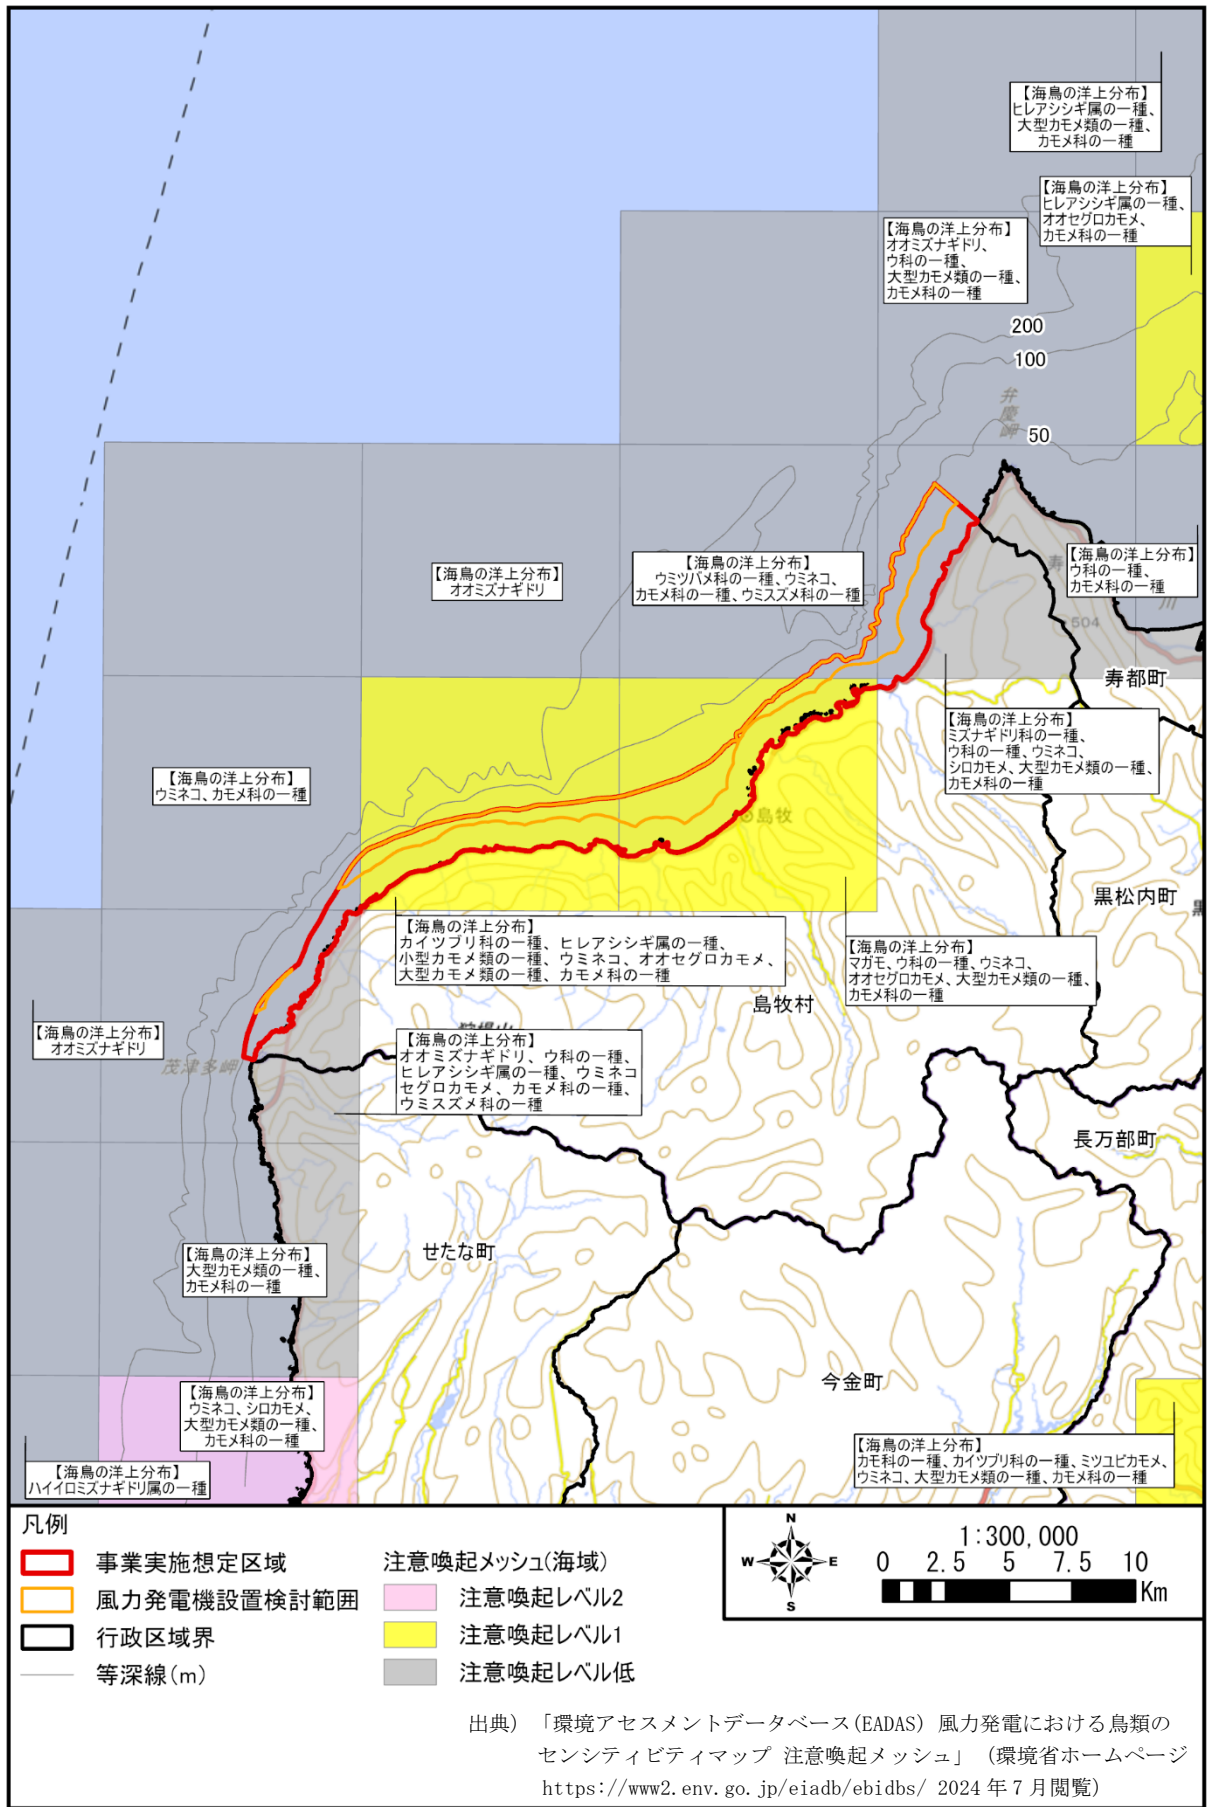 【海鳥の洋上分布】
ヒレアシシギ属の一種、
大型カモメ類の一種、
カモメ科の一種
【海鳥の洋上分布】
ヒレアシシギ属の一種、
オオセグロカモメ、
カモメ科の一種
【海鳥の洋上分布】
オオミズナギドリ、
ウ科の一種、
大型カモメ類の一種、
カモメ科の一種
200
100
弁慶岬
50
【海鳥の洋上分布】
オオミズナギドリ
【海鳥の洋上分布】
ウミツバメ科の一種、ウミネコ、
カモメ科の一種、ウミスズメ科の一種
【海鳥の洋上分布】
ウ科の一種、
カモメ科の一種
寿
川
504
寿都町
【海鳥の洋上分布】
ミズナギドリ科の一種、
ウ科の一種、ウミネコ、
シロカモメ、大型カモメ類の一種、
カモメ科の一種
【海鳥の洋上分布】
ウミネコ、カモメ科の一種
島牧
黒松内町
黒
【海鳥の洋上分布】
カイツブリ科の一種、ヒレアシシギ属の一種、
小型カモメ類の一種、ウミネコ、オオセグロカモメ、
大型カモメ類の一種、カモメ科の一種
【海鳥の洋上分布】
マガモ、ウ科の一種、ウミネコ、
オオセグロカモメ、大型カモメ類の一種、
カモメ科の一種
島牧村
【海鳥の洋上分布】
オオミズナギドリ
茂津多岬
【海鳥の洋上分布】
オオミズナギドリ、ウ科の一種、
ヒレアシシギ属の一種、ウミネコ
セグロカモメ、カモメ科の一種、
ウミスズメ科の一種
長万部町
せたな町
【海鳥の洋上分布】
大型カモメ類の一種、
カモメ科の一種
今金町
【海鳥の洋上分布】
ウミネコ、シロカモメ、
大型カモメ類の一種、
カモメ科の一種
【海鳥の洋上分布】
カモ科の一種、カイツブリ科の一種、ミツユビカモメ、
ウミネコ、大型カモメ類の一種、カモメ科の一種
【海鳥の洋上分布】
ハイイロミズナギドリ属の一種
凡例
事業実施想定区域
風力発電機設置検討範囲
行政区域界
等深線(m)
注意喚起メッシュ(海域)
注意喚起レベル2
注意喚起レベル1
注意喚起レベル低
N
W
E
S
1:300,000
0 2.5 5 7.5 10
Km
出典）「環境アセスメントデータベース(EADAS) 風力発電における鳥類の
センシティビティマップ 注意喚起メッシュ」（環境省ホームページ
https://www2.env.go.jp/eiadb/ebidbs/ 2024年7月閲覧）